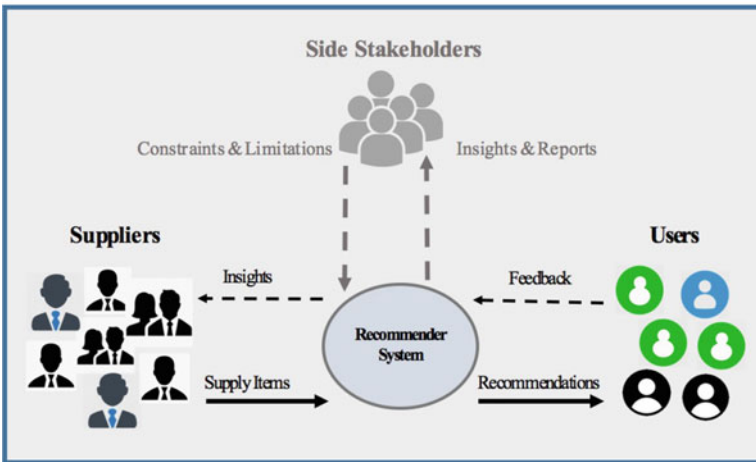 Side Stakeholders
Constraints & Limitations
Insights & Reports
Suppliers
Users
Insights
Feedback
Recommender
System
Supply Items
Recommendations